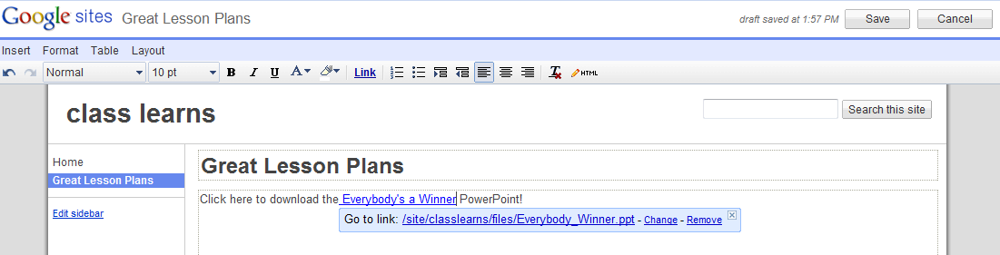 Google sites Great Lesson Plans draft saved at 1:57 PM Save Cancel
Insert Format Table Layout
Normal 10 pt B I U A Link T HTML
class learns Search this site
Home
Great Lesson Plans
Edit sidebar
Great Lesson Plans
Click here to download the Everybody's a Winner PowerPoint!
Go to link: /site/classlearns/files/Everybody_Winner.ppt - Change - Remove